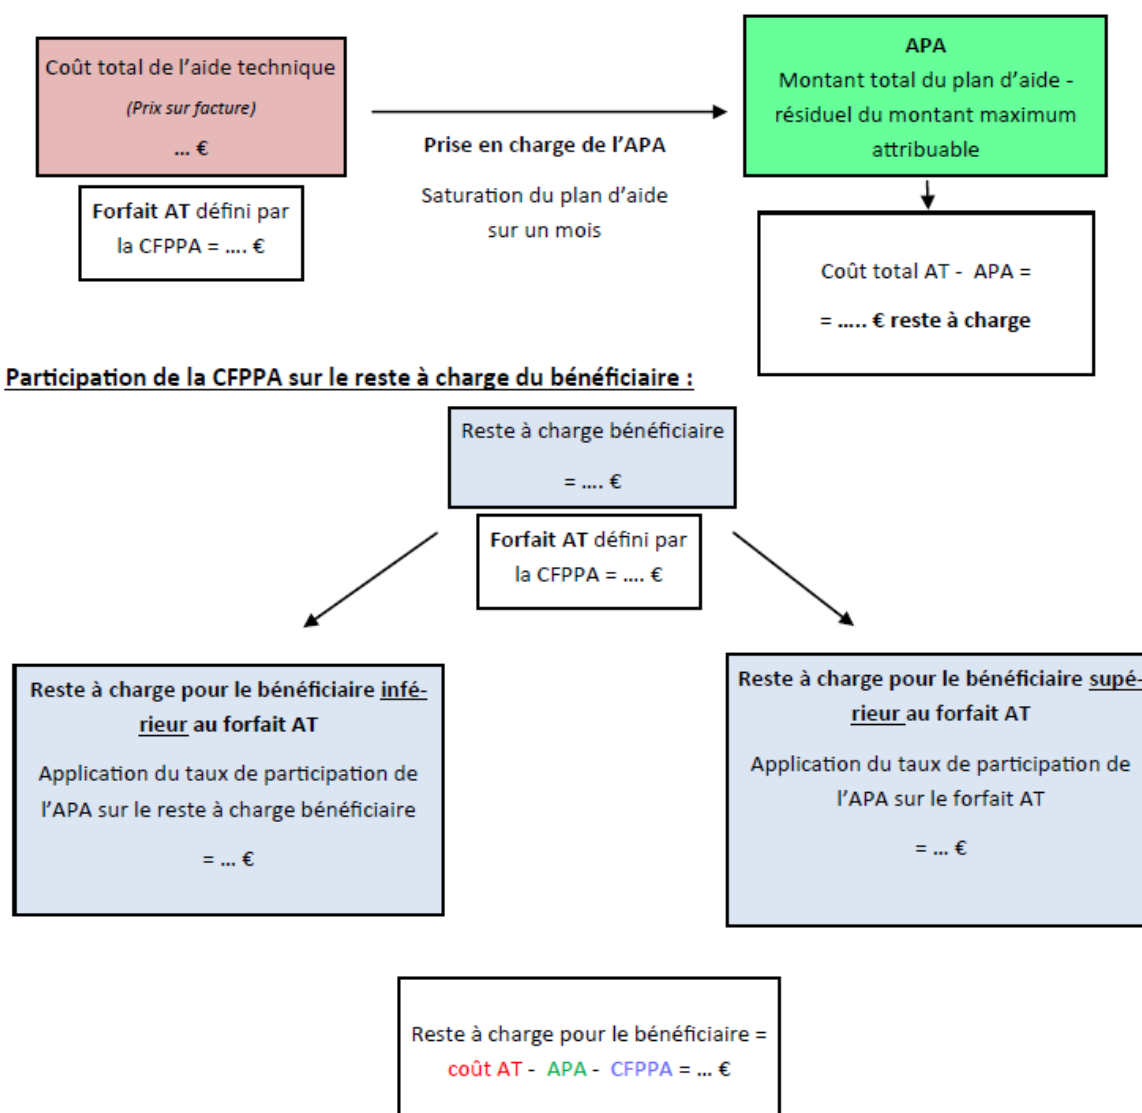 Coût total de l'aide technique
(Prix sur facture)
... €
Forfait AT défini par
la CFPPA = .... €
Prise en charge de l'APA
Saturation du plan d'aide
sur un mois
APA
Montant total du plan d'aide -
résiduel du montant maximum
attribuable
Coût total AT - APA =
= ..... € reste à charge
Participation de la CFPPA sur le reste à charge du bénéficiaire :
Reste à charge bénéficiaire
= .... €
Forfait AT défini par
la CFPPA = .... €
Reste à charge pour le bénéficiaire infé-
rieur au forfait AT
Application du taux de participation de
l'APA sur le reste à charge bénéficiaire
= ... €
Reste à charge pour le bénéficiaire supé-
rieur au forfait AT
Application du taux de participation de
l'APA sur le forfait AT
= ... €
Reste à charge pour le bénéficiaire =
coût AT - APA - CFPPA = ... €